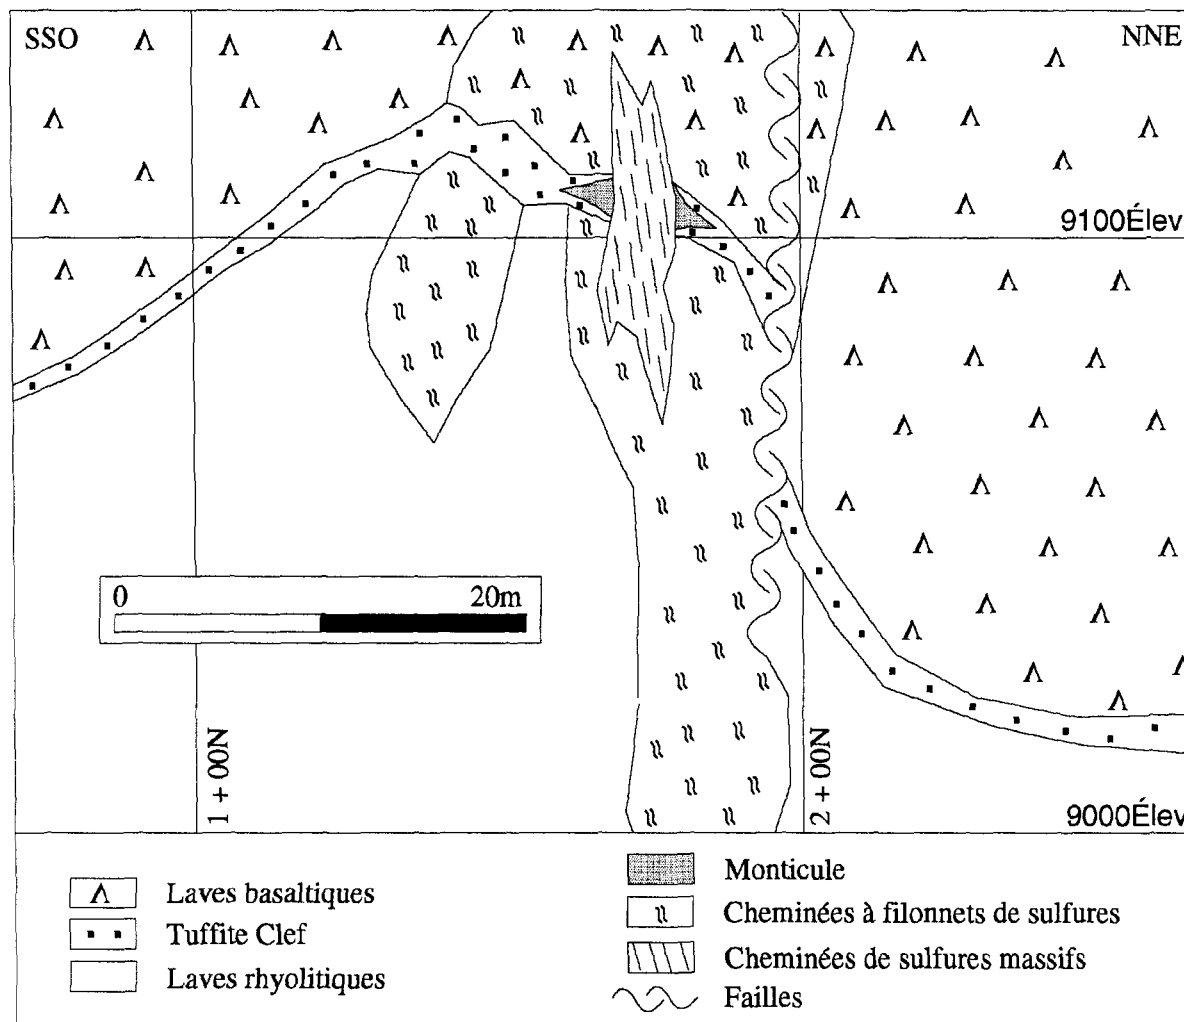 SSO
NNE
9100Élev
0 20m
1 + 00N
2 + 00N
9000Élev
Laves basaltiques
Tuffite Clef
Laves rhyolitiques
Monticule
Cheminées à filonnets de sulfures
Cheminées de sulfures massifs
Failles